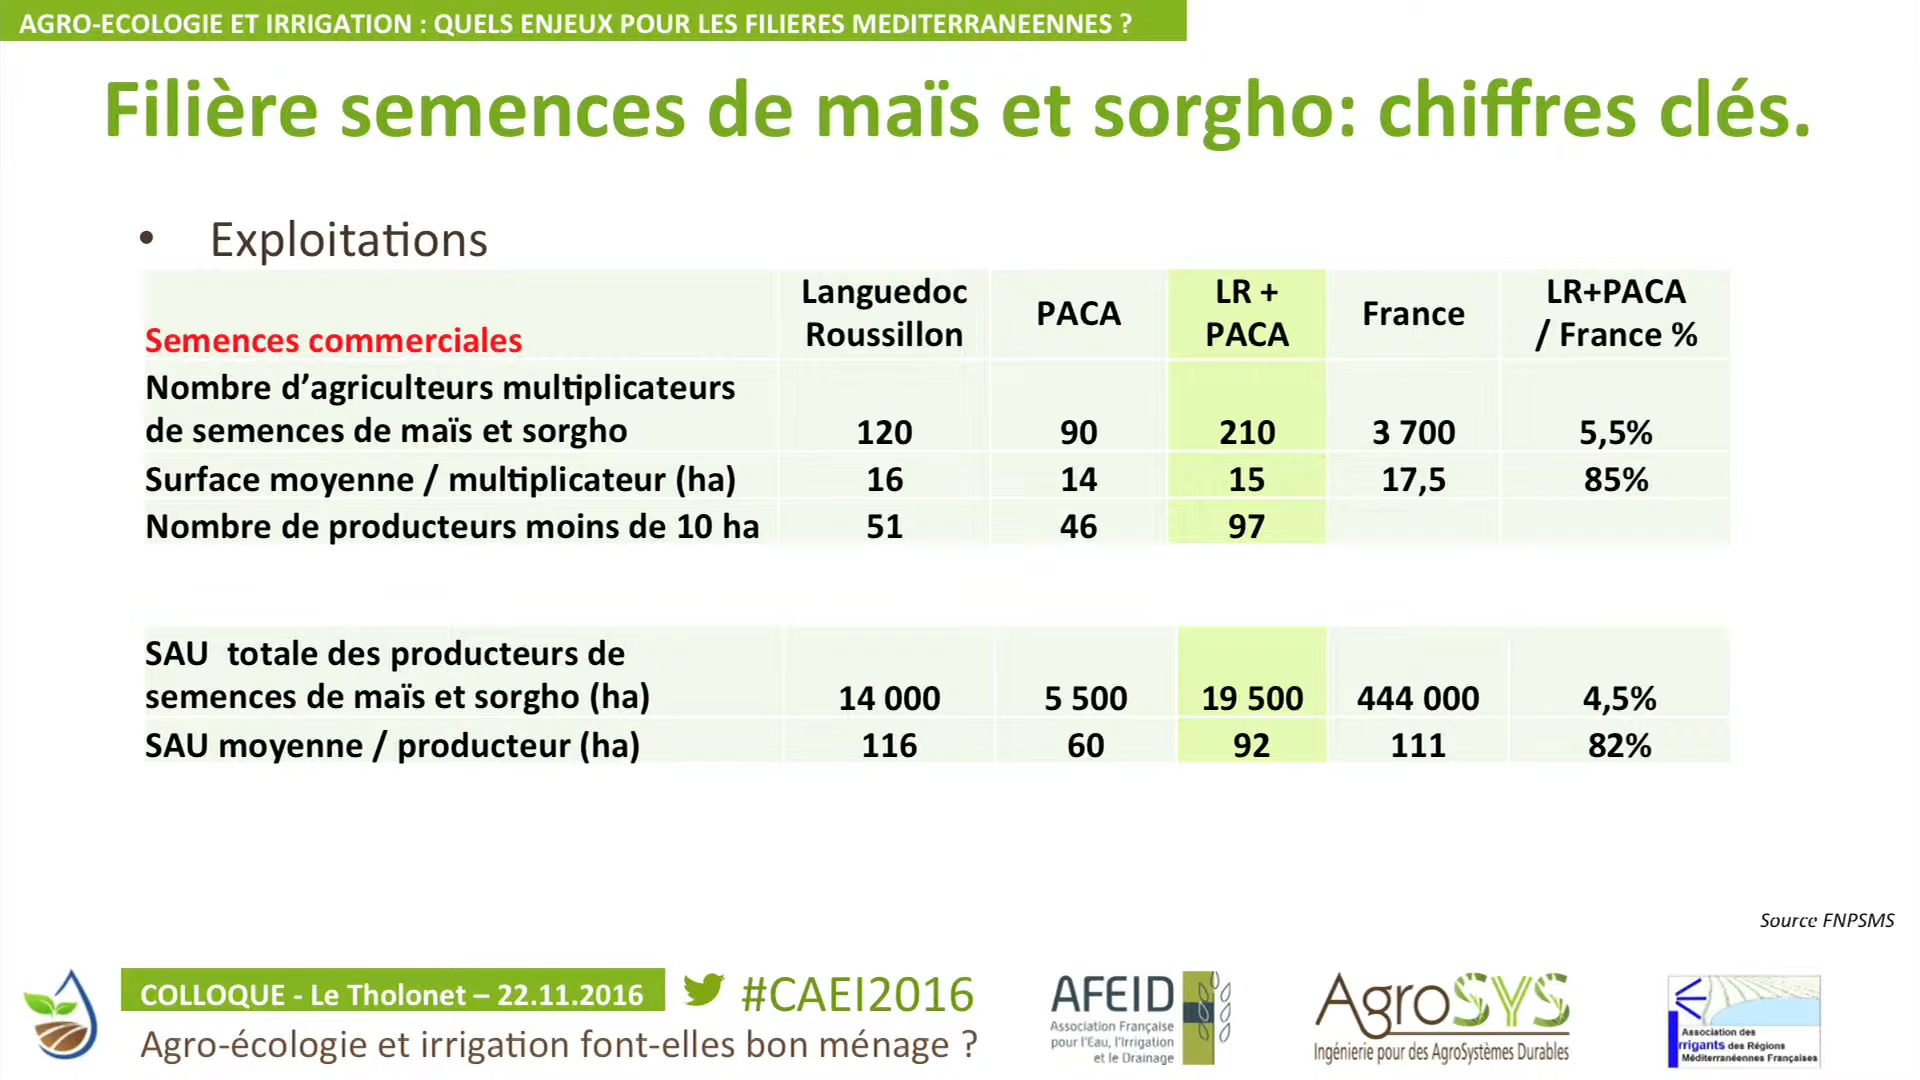 AGRO-ECOLOGIE ET IRRIGATION : QUELS ENJEUX POUR LES FILIERES MEDITERRANEENNES ?
Filière semences de maïs et sorgho: chiffres clés.
• Exploitations
Semences commerciales Languedoc Roussillon PACA LR + PACA France LR+PACA / France %
Nombre d’agriculteurs multiplicateurs
de semences de maïs et sorgho 120 90 210 3 700 5,5%
Surface moyenne / multiplicateur (ha) 16 14 15 17,5 85%
Nombre de producteurs moins de 10 ha 51 46 97
SAU totale des producteurs de
semences de maïs et sorgho (ha) 14 000 5 500 19 500 444 000 4,5%
SAU moyenne / producteur (ha) 116 60 92 111 82%
Source FNPSMS
COLLOQUE - Le Tholonet – 22.11.2016
#CAEI2016
Agro-écologie et irrigation font-elles bon ménage ?
AFEID
Association Française
pour l'Eau, l'Irrigation
et le Drainage
AgroSYS
Ingénierie pour des AgroSystèmes Durables
Association des
Irrigants des Régions
Méditerranéennes Françaises